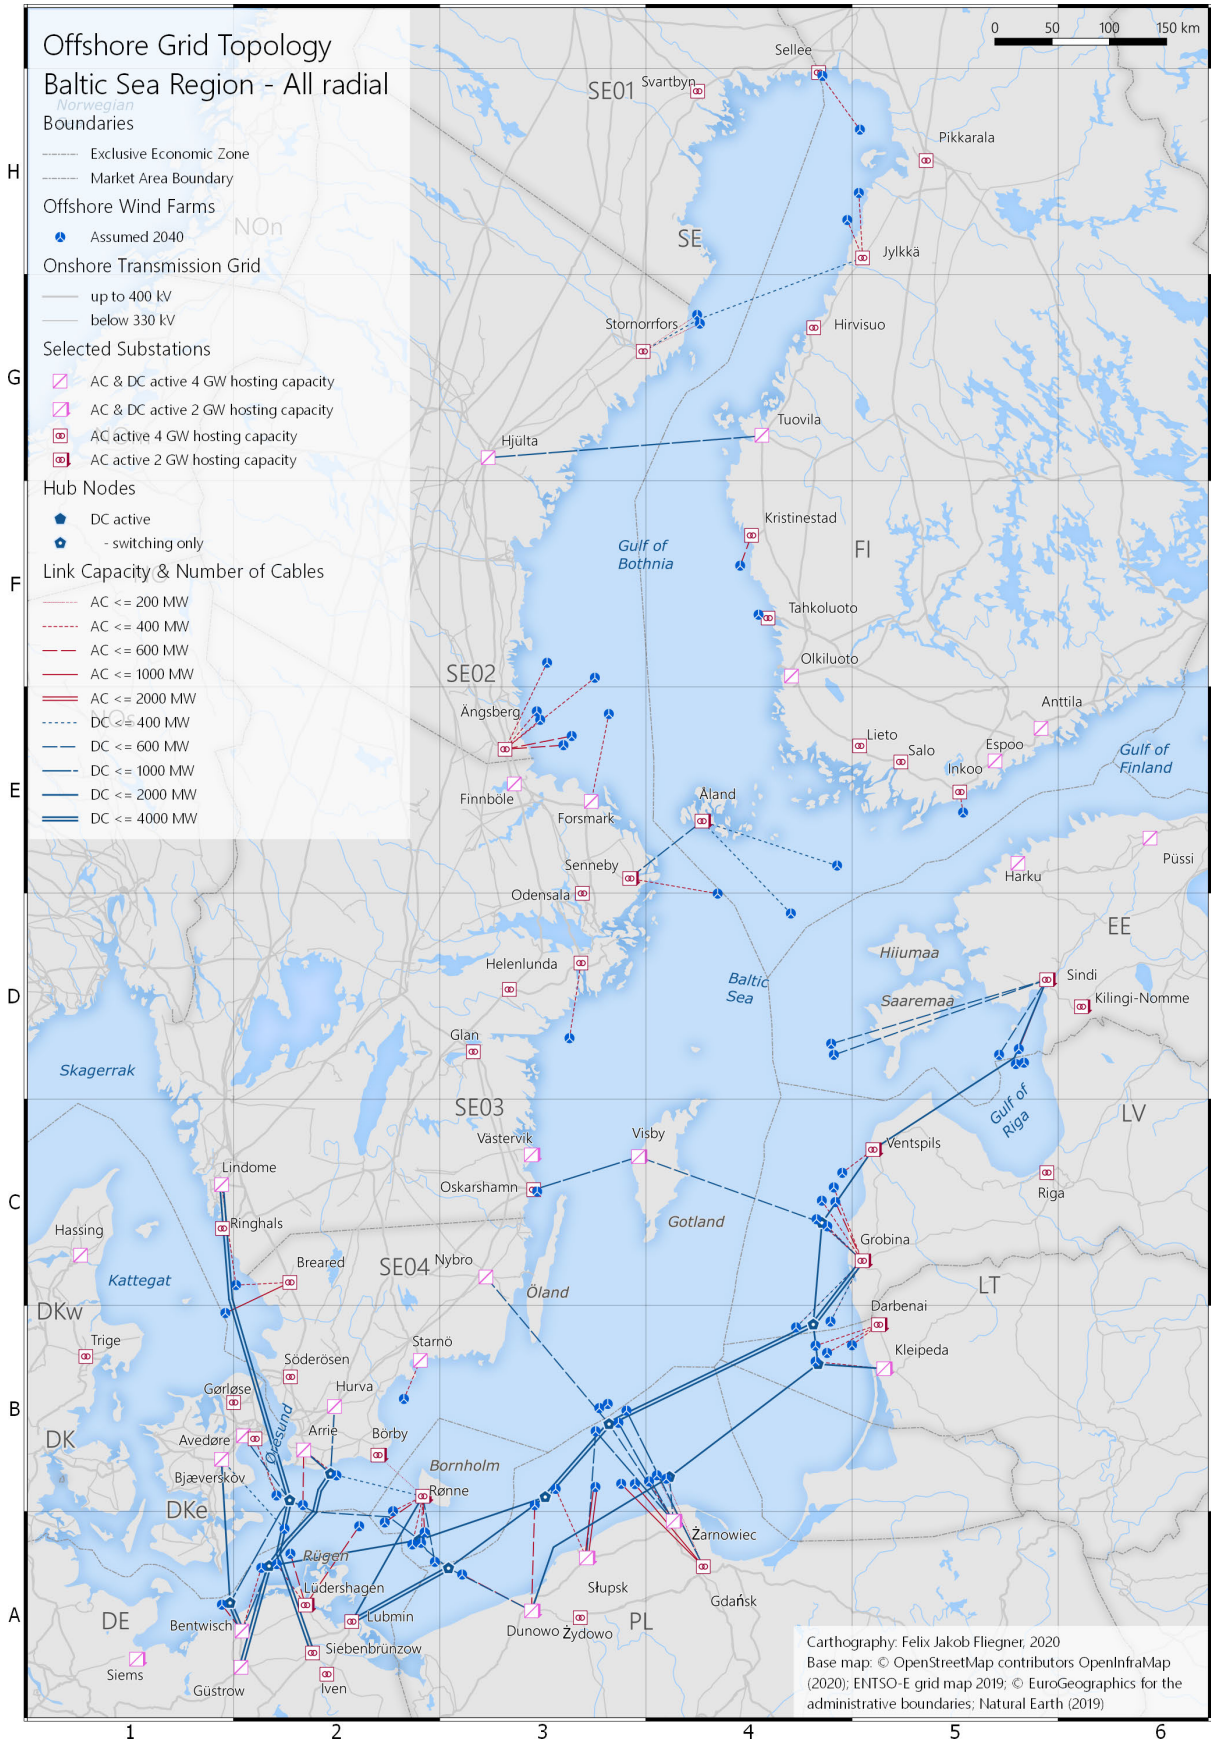 Offshore Grid Topology
Baltic Sea Region - All radial
Norwegian
Boundaries
Exclusive Economic Zone
Market Area Boundary
Offshore Wind Farms
Assumed 2040
NOn
Onshore Transmission Grid
up to 400 kV
below 330 kV
Selected Substations
AC & DC active 4 GW hosting capacity
AC & DC active 2 GW hosting capacity
AC active 4 GW hosting capacity
AC active 2 GW hosting capacity
Hub Nodes
DC active
- switching only
Link Capacity & Number of Cables
AC <= 200 MW
AC <= 400 MW
AC <= 600 MW
AC <= 1000 MW
AC <= 2000 MW
DC <= 400 MW
DC <= 600 MW
DC <= 1000 MW
DC <= 2000 MW
DC <= 4000 MW
0 50 100 150 km
Sellee
SE01
Svartbyn
Pikkarala
H
SE
Jylkkä
Stornorrfors
Hirvisuo
G
Tuovila
Hjülta
Kristinestad
Gulf of
Bothnia
FI
F
Tahkoluoto
Olkiluoto
SE02
Ängsberg
Anttila
Lieto
Salo
Espoo
Inkoo
Gulf of
Finland
E
Finnböle
Forsmark
Åland
Senneby
Odensala
Harku
Püssi
EE
Hiiumaa
Helenlunda
Baltic
Sea
Sindi
Saaremaa
Kilingi-Nomme
D
Glan
Skagerrak
SE03
Gulf of
Riga
LV
Västervik
Visby
Ventspils
Lindome
Oskarshamn
Riga
C
Ringhals
Gotland
Hassing
Grobina
Breared
SE04
Nybro
Kattegat
Öland
LT
DKw
Darbenai
Trige
Starnö
Kleipeda
Söderösen
Hurva
Gørløse
B
DK
Øresund
Arrie
Borby
Avedøre
Bornholm
Bjæverskov
Rønne
DKe
Żarnowiec
Rügen
Lüdershagen
Słupsk
Gdańsk
A
DE
Bentwisch
Lubmin
Dunowo
Żydowo
PL
Siebenbrünzow
Siems
Güstrow
Iven
Carthography: Felix Jakob Fliegner, 2020
Base map: © OpenStreetMap contributors OpenInfraMap
(2020); ENTSO-E grid map 2019; © EuroGeographics for the
administrative boundaries; Natural Earth (2019)
1 2 3 4 5 6